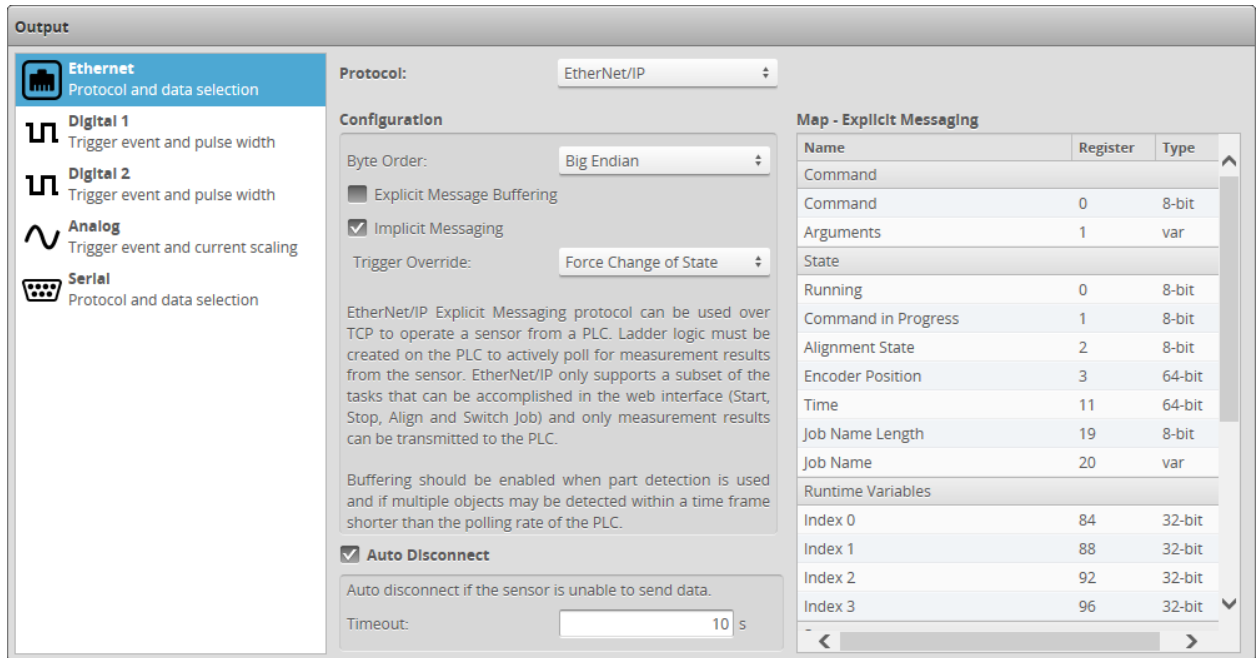 Output
Ethernet
Protocol and data selection
Digital 1
Trigger event and pulse width
Digital 2
Trigger event and pulse width
Analog
Trigger event and current scaling
Serial
Protocol and data selection
Protocol: EtherNet/IP
Configuration
Byte Order: Big Endian
Explicit Message Buffering
Implicit Messaging
Trigger Override: Force Change of State
EtherNet/IP Explicit Messaging protocol can be used over
TCP to operate a sensor from a PLC. Ladder logic must be
created on the PLC to actively poll for measurement results
from the sensor. EtherNet/IP only supports a subset of the
tasks that can be accomplished in the web interface (Start,
Stop, Align and Switch Job) and only measurement results
can be transmitted to the PLC.
Buffering should be enabled when part detection is used
and if multiple objects may be detected within a time frame
shorter than the polling rate of the PLC.
Auto Disconnect
Auto disconnect if the sensor is unable to send data.
Timeout: 10 s
Map - Explicit Messaging
Name Register Type
Command
Command 0 8-bit
Arguments 1 var
State
Running 0 8-bit
Command in Progress 1 8-bit
Alignment State 2 8-bit
Encoder Position 3 64-bit
Time 11 64-bit
Job Name Length 19 8-bit
Job Name 20 var
Runtime Variables
Index 0 84 32-bit
Index 1 88 32-bit
Index 2 92 32-bit
Index 3 96 32-bit